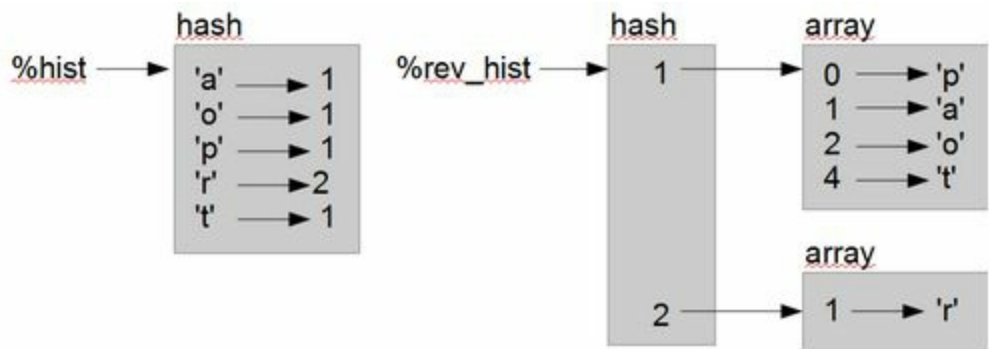 hash
%hist
'a' 1
'o' 1
'p' 1
'r' 2
't' 1
hash
array
%rev_hist
1
0 'p'
1 'a'
2 'o'
4 't'
array
2
1 'r'